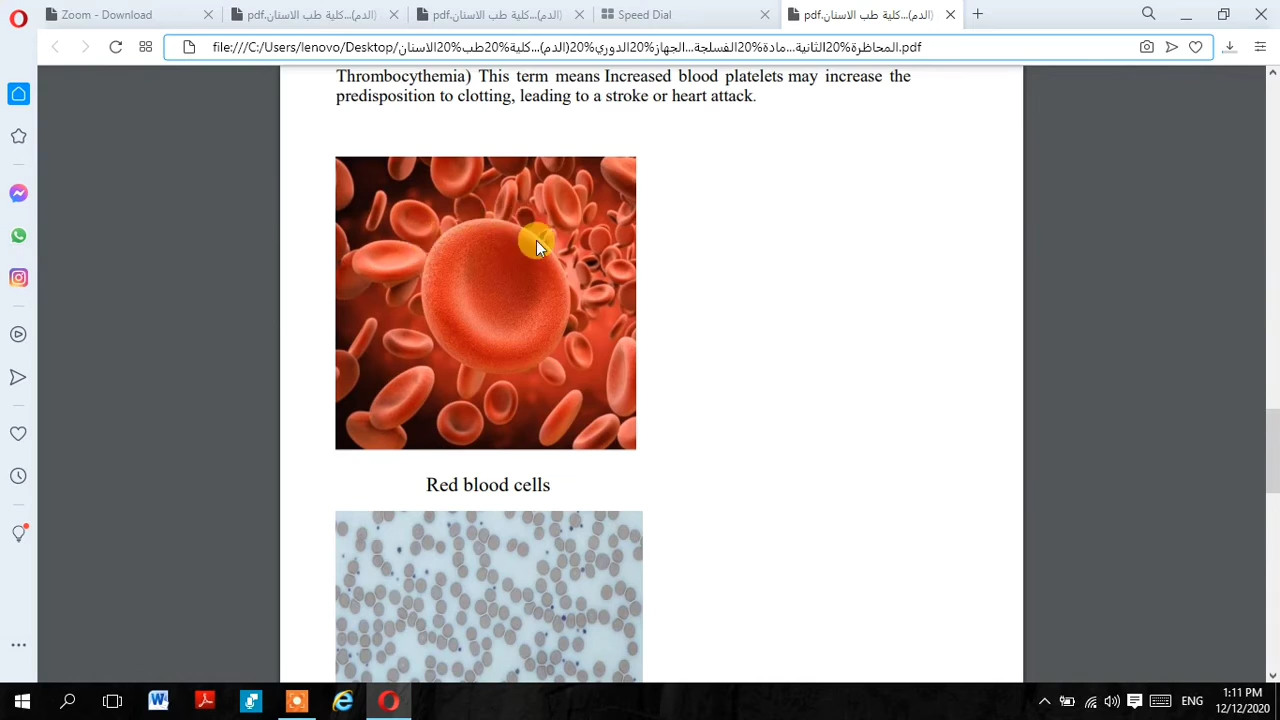 Zoom - Download
(الدم)...كلية طب الاسنان.pdf
(الدم)...كلية طب الاسنان.pdf
Speed Dial
(الدم)...كلية طب الاسنان.pdf
file:///C:/Users/lenovo/Desktop/المحاظرة%20الثانية...مادة%20الفسلجة...الجهاز%20الدوري%20(الدم)...كلية%20طب%20الاسنان.pdf
Thrombocythemia) This term means Increased blood platelets may increase the
predisposition to clotting, leading to a stroke or heart attack.
Red blood cells
ENG
1:11 PM
12/12/2020